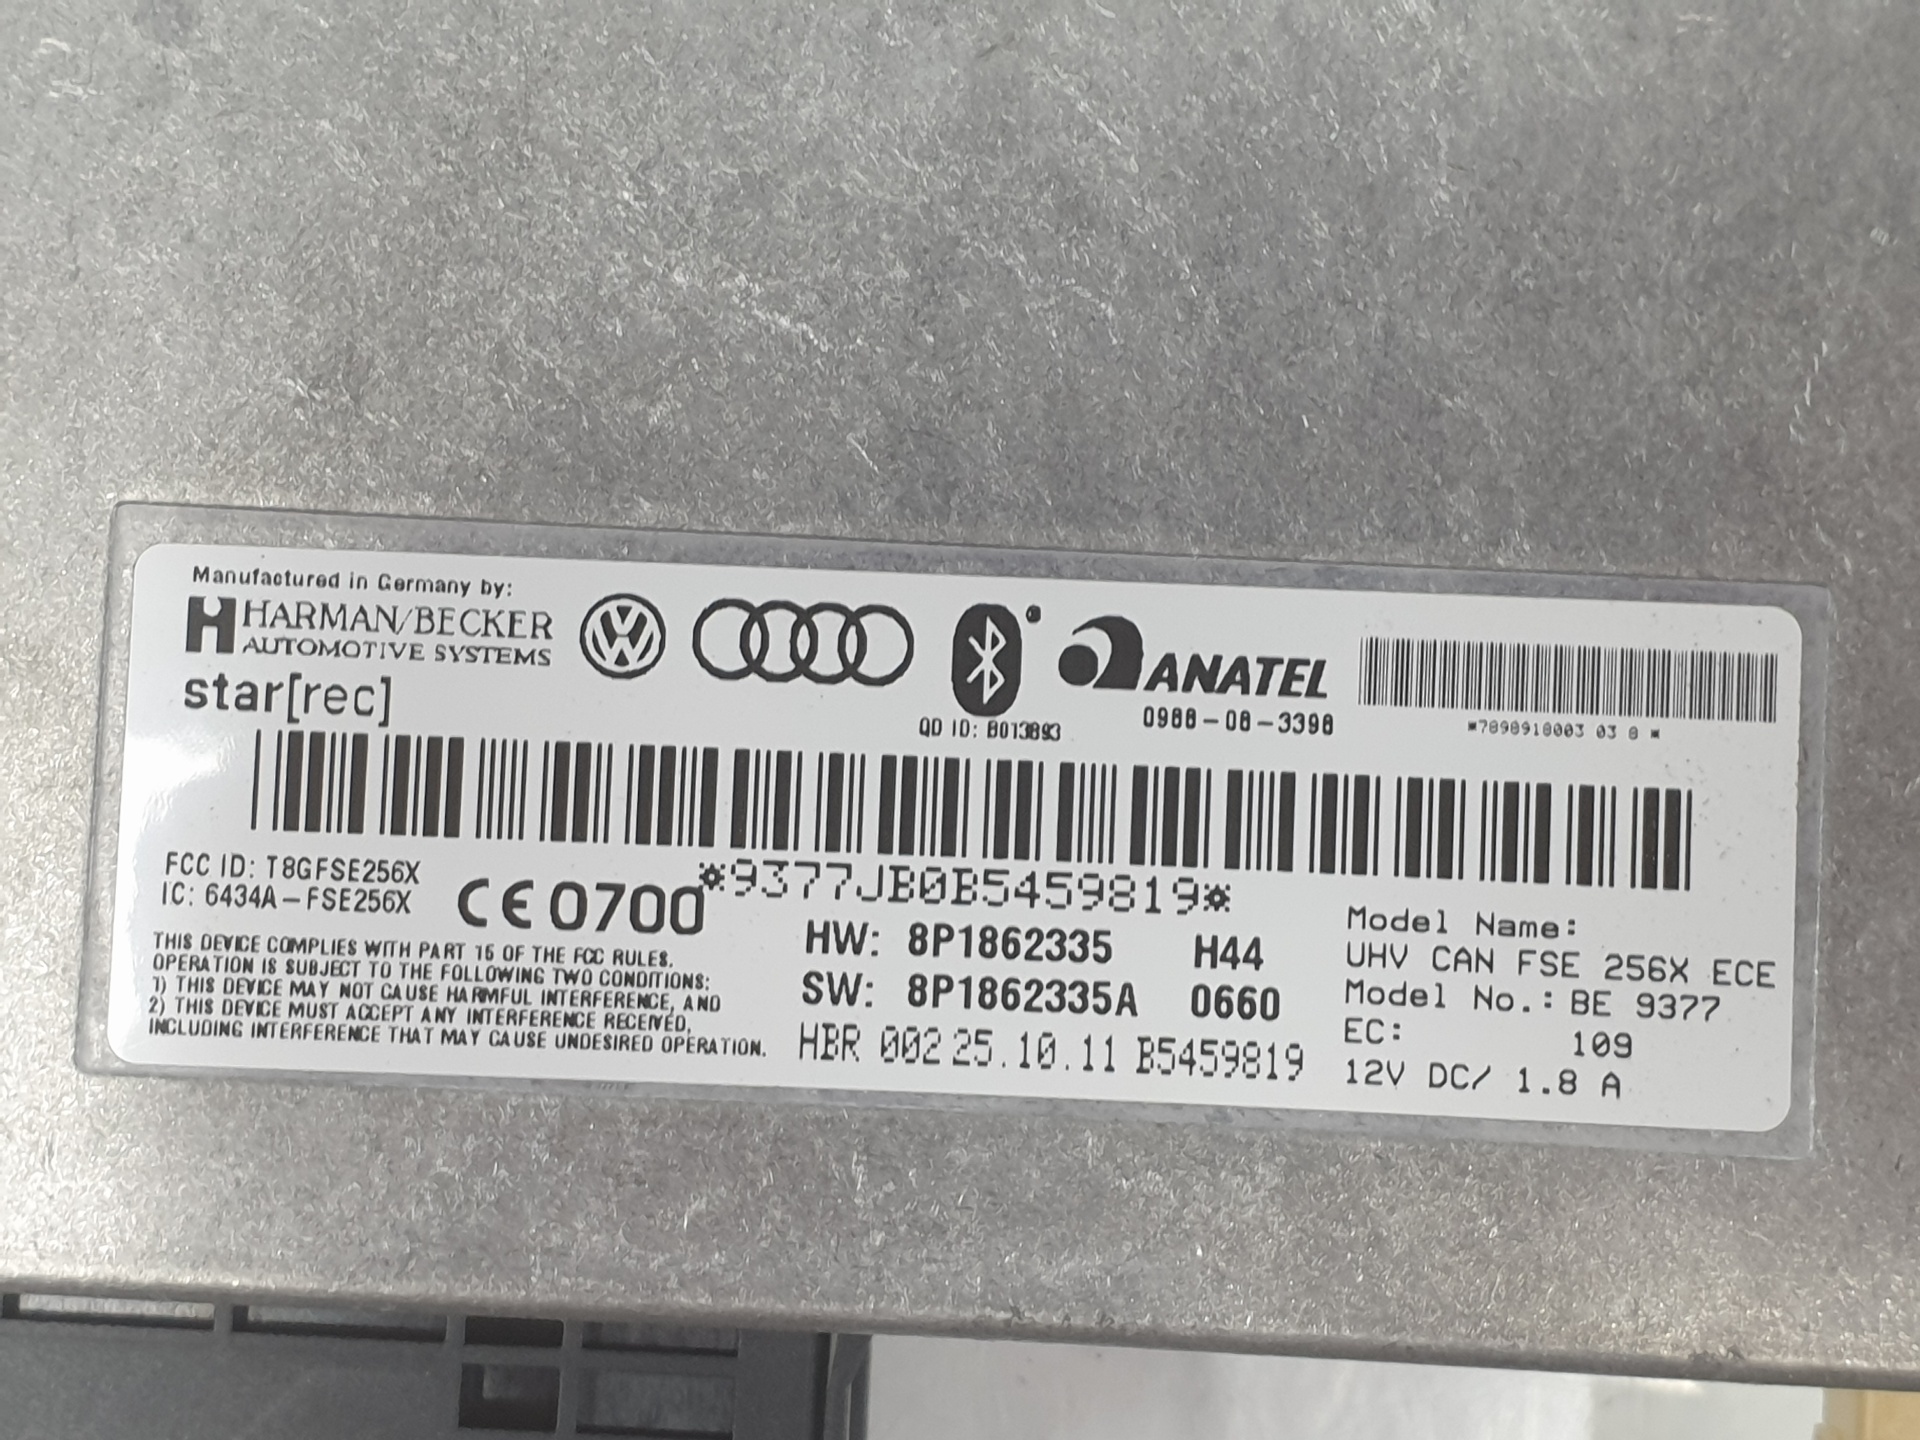 Manufactured in Germany by:
HARMAN/BECKER
AUTOMOTIVE SYSTEMS
star[rec]
QD ID: B013893
ANATEL
0988-08-3398
*7898918003 03 8 *
*9377JB0B5459819*
FCC ID: T8GFSE256X
IC: 6434A-FSE256X
CE 0700
THIS DEVICE COMPLIES WITH PART 15 OF THE FCC RULES.
OPERATION IS SUBJECT TO THE FOLLOWING TWO CONDITIONS:
1) THIS DEVICE MAY NOT CAUSE HARMFUL INTERFERENCE, AND
2) THIS DEVICE MUST ACCEPT ANY INTERFERENCE RECEIVED,
INCLUDING INTERFERENCE THAT MAY CAUSE UNDESIRED OPERATION.
HW: 8P1862335 H44
SW: 8P1862335A 0660
HBR 002 25.10.11 B5459819
Model Name:
UHV CAN FSE 256X ECE
Model No.: BE 9377
EC: 109
12V DC/ 1.8 A